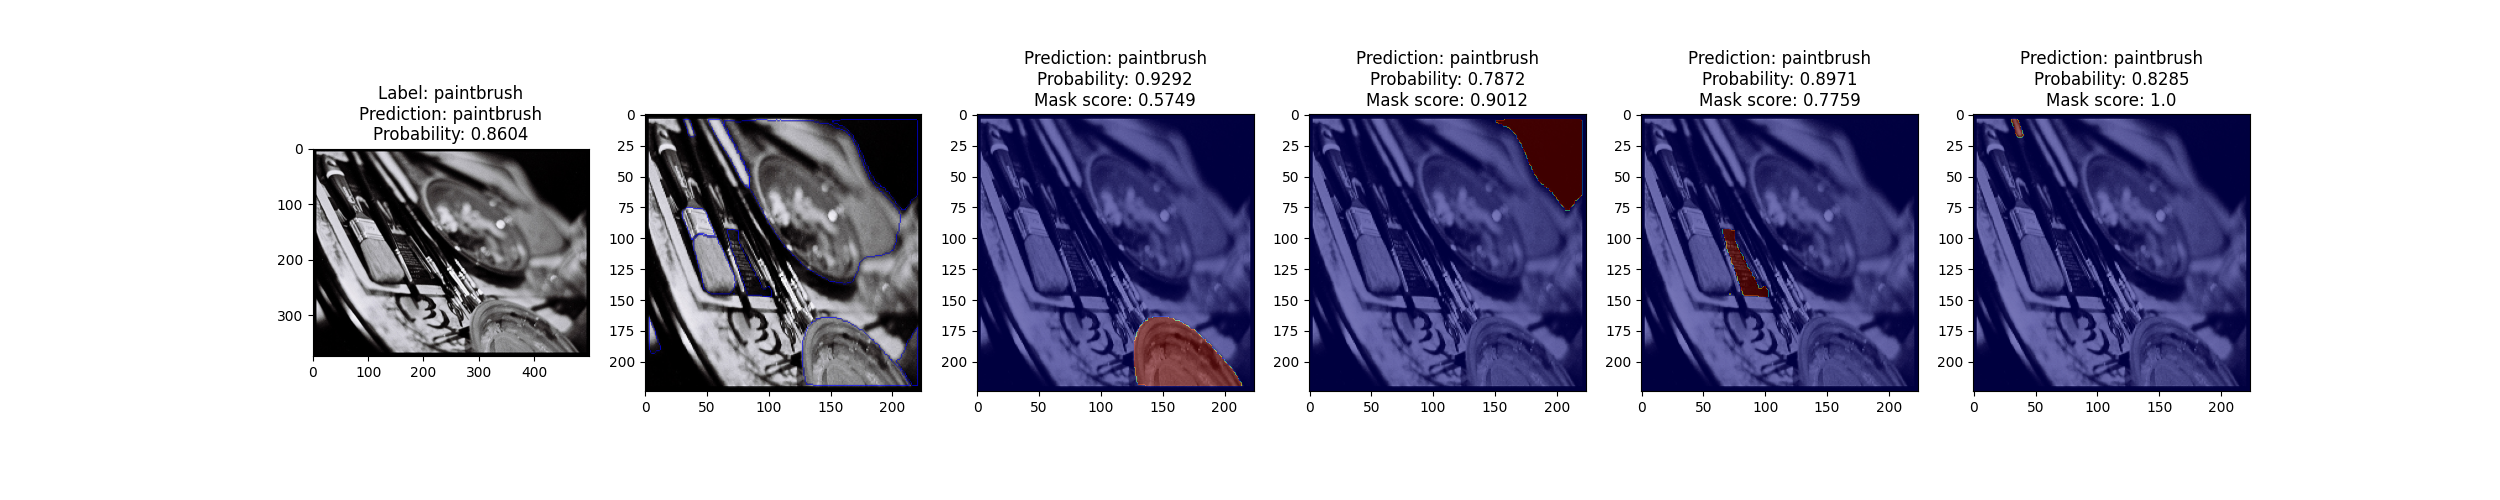 Label: paintbrush
Prediction: paintbrush
Probability: 0.8604
0
100
200
300
0 100 200 300 400
0
25
50
75
100
125
150
175
200
0 50 100 150 200
Prediction: paintbrush
Probability: 0.9292
Mask score: 0.5749
0
25
50
75
100
125
150
175
200
0 50 100 150 200
Prediction: paintbrush
Probability: 0.7872
Mask score: 0.9012
0
25
50
75
100
125
150
175
200
0 50 100 150 200
Prediction: paintbrush
Probability: 0.8971
Mask score: 0.7759
0
25
50
75
100
125
150
175
200
0 50 100 150 200
Prediction: paintbrush
Probability: 0.8285
Mask score: 1.0
0
25
50
75
100
125
150
175
200
0 50 100 150 200